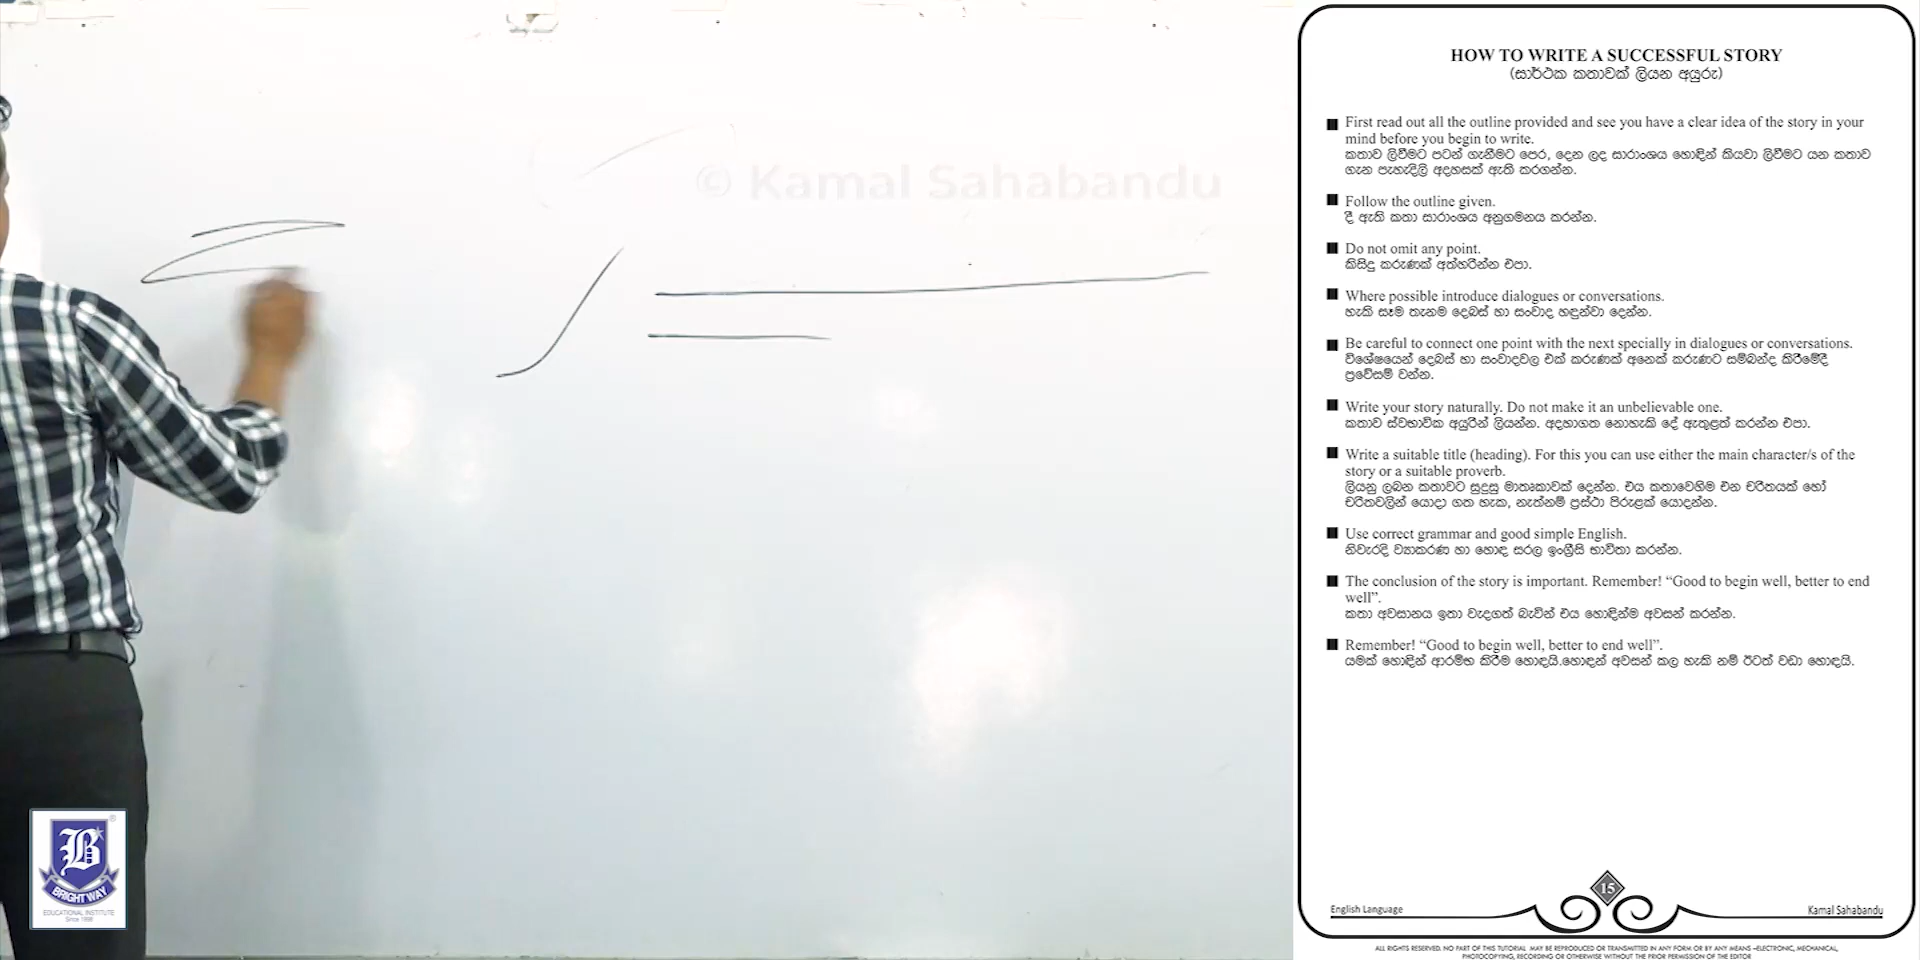 © Kamal Sahabandu
B
®
BRIGHT WAY
EDUCATIONAL INSTITUTE
Since 1998
HOW TO WRITE A SUCCESSFUL STORY
(සාර්ථක කතාවක් ලියන අයුරු)
First read out all the outline provided and see you have a clear idea of the story in your
mind before you begin to write.
කතාව ලිවීමට පටන් ගැනීමට පෙර, දෙන ලද සාරාංශය හොඳින් කියවා ලිවීමට යන කතාව
ගැන පැහැදිලි අදහසක් ඇති කරගන්න.
Follow the outline given.
දී ඇති කතා සාරාංශය අනුගමනය කරන්න.
Do not omit any point.
කිසිදු කරුණක් අත්හරින්න එපා.
Where possible introduce dialogues or conversations.
හැකි සෑම තැනම දෙබස් හා සංවාද හඳුන්වා දෙන්න.
Be careful to connect one point with the next specially in dialogues or conversations.
විශේෂයෙන් දෙබස් හා සංවාදවල එක් කරුණක් අනෙක් කරුණට සම්බන්ද කිරීමේදී
ප්‍රවේසම් වන්න.
Write your story naturally. Do not make it an unbelievable one.
කතාව ස්වභාවික අයුරින් ලියන්න. අදහාගත නොහැකි දේ ඇතුළත් කරන්න එපා.
Write a suitable title (heading). For this you can use either the main character/s of the
story or a suitable proverb.
ලියනු ලබන කතාවට සුදුසු මාතෘකාවක් දෙන්න. එය කතාවෙහිම එන චරිතයක් හෝ
චරිතවලින් යොදා ගත හැක, නැත්නම් ප්‍රස්ථා පිරුළක් යොදන්න.
Use correct grammar and good simple English.
නිවැරදි ව්‍යාකරණ හා හොඳ සරල ඉංග්‍රීසි භාවිතා කරන්න.
The conclusion of the story is important. Remember! “Good to begin well, better to end
well”.
කතා අවසානය ඉතා වැදගත් බැවින් එය හොඳින්ම අවසන් කරන්න.
Remember! “Good to begin well, better to end well”.
යමක් හොඳින් ආරම්භ කිරීම හොඳයි.හොඳන් අවසන් කල හැකි නම් ඊටත් වඩා හොඳයි.
15
English Language
Kamal Sahabandu
ALL RIGHTS RESERVED. NO PART OF THIS TUTORIAL MAY BE REPRODUCED OR TRANSMITTED IN ANY FORM OR BY ANY MEANS –ELECTRONIC, MECHANICAL,
PHOTOCOPYING, RECORDING OR OTHERWISE WITHOUT THE PRIOR PERMISSION OF THE EDITOR